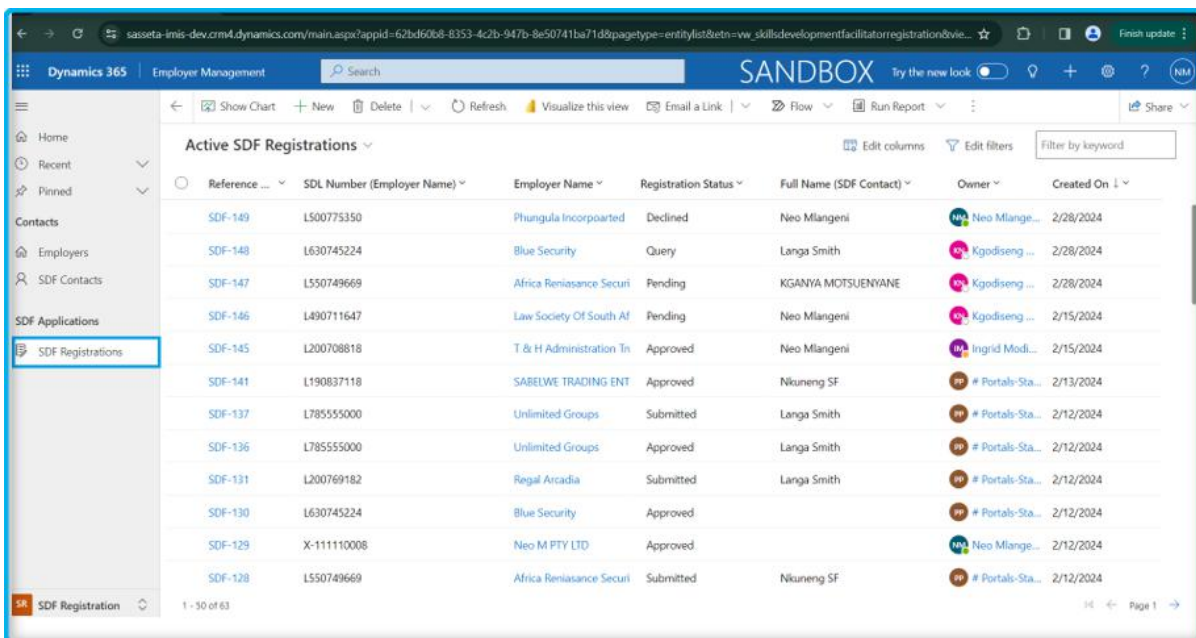 sasseta-imis-dev.crm4.dynamics.com/main.aspx?appid=62bd60b8-8353-4c2b-947b-8e50741ba71d&pagetype=entitylist&etn=vw_skillsdevelopmentfacilitatorregistration&vie... Finish update
Dynamics 365 Employer Management Search SANDBOX Try the new look NM
Show Chart New Delete Refresh Visualize this view Email a Link Flow Run Report Share
Home
Recent
Pinned
Contacts
Employers
SDF Contacts
SDF Applications
SDF Registrations
Active SDF Registrations Edit columns Edit filters Filter by keyword
Reference ... SDL Number (Employer Name) Employer Name Registration Status Full Name (SDF Contact) Owner Created On
SDF-149 L500775350 Phungula Incorpoarted Declined Neo Mlangeni NM Neo Mlange... 2/28/2024
SDF-148 L630745224 Blue Security Query Langa Smith KN Kgodiseng ... 2/28/2024
SDF-147 L550749669 Africa Reniasance Securi Pending KGANYA MOTSUENYANE KN Kgodiseng ... 2/28/2024
SDF-146 L490711647 Law Society Of South Af Pending Neo Mlangeni KN Kgodiseng ... 2/15/2024
SDF-145 L200708818 T & H Administration Tn Approved Neo Mlangeni IM Ingrid Modi... 2/15/2024
SDF-141 L190837118 SABELWE TRADING ENT Approved Nkuneng SF PP # Portals-Sta... 2/13/2024
SDF-137 L785555000 Unlimited Groups Submitted Langa Smith PP # Portals-Sta... 2/12/2024
SDF-136 L785555000 Unlimited Groups Approved Langa Smith PP # Portals-Sta... 2/12/2024
SDF-131 L200769182 Regal Arcadia Submitted Langa Smith PP # Portals-Sta... 2/12/2024
SDF-130 L630745224 Blue Security Approved PP # Portals-Sta... 2/12/2024
SDF-129 X-111110008 Neo M PTY LTD Approved NM Neo Mlange... 2/12/2024
SDF-128 L550749669 Africa Reniasance Securi Submitted Nkuneng SF PP # Portals-Sta... 2/12/2024
SR SDF Registration 1 - 50 of 63 Page 1